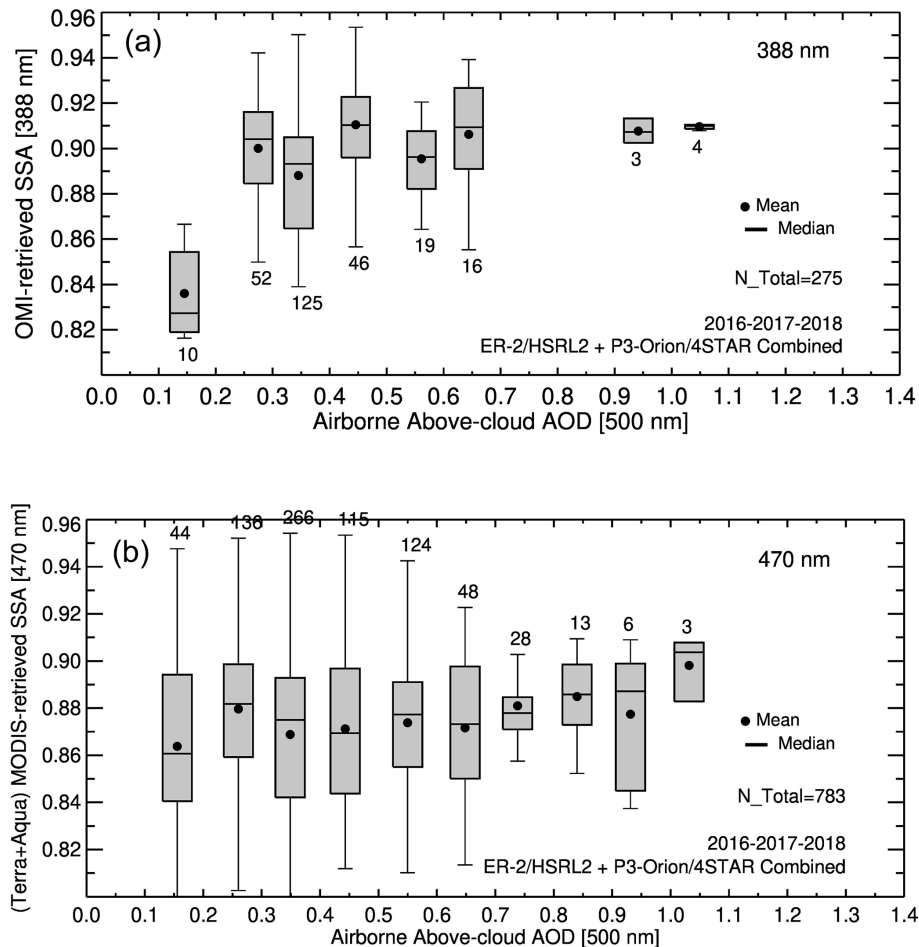 (a)
388 nm
OMI-retrieved SSA [388 nm]
0.96
0.94
0.92
0.90
0.88
0.86
0.84
0.82
10
52
125
46
19
16
3
4
Mean
Median
N_Total=275
2016-2017-2018
ER-2/HSRL2 + P3-Orion/4STAR Combined
0.0 0.1 0.2 0.3 0.4 0.5 0.6 0.7 0.8 0.9 1.0 1.1 1.2 1.3 1.4
Airborne Above-cloud AOD [500 nm]
(b)
470 nm
(Terra+Aqua) MODIS-retrieved SSA [470 nm]
0.96
0.94
0.92
0.90
0.88
0.86
0.84
0.82
44
266
115
124
48
28
13
6
3
Mean
Median
N_Total=783
2016-2017-2018
ER-2/HSRL2 + P3-Orion/4STAR Combined
0.0 0.1 0.2 0.3 0.4 0.5 0.6 0.7 0.8 0.9 1.0 1.1 1.2 1.3 1.4
Airborne Above-cloud AOD [500 nm]